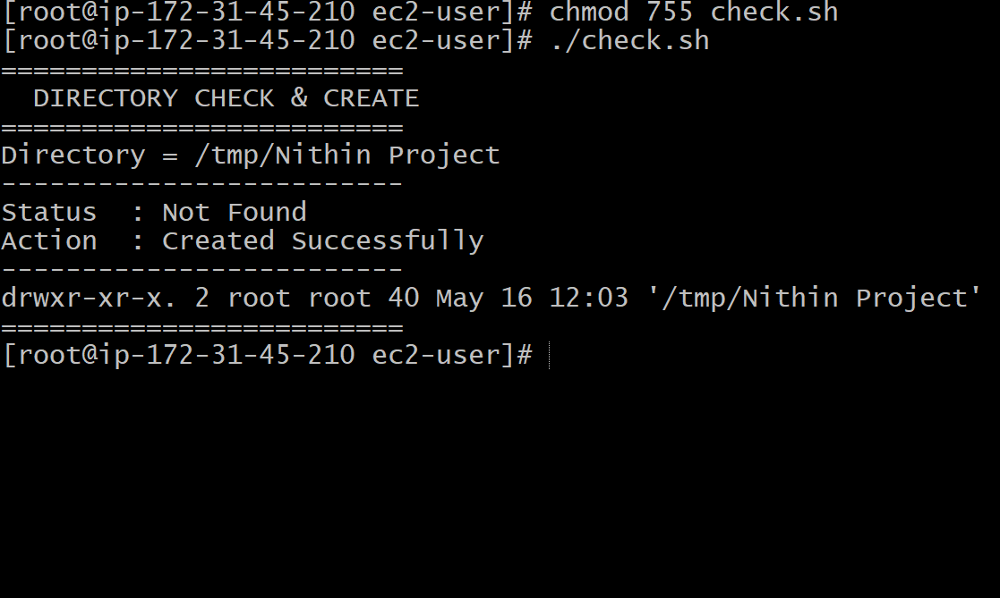 [root@ip-172-31-45-210 ec2-user]# chmod 755 check.sh
[root@ip-172-31-45-210 ec2-user]# ./check.sh
=========================
  DIRECTORY CHECK & CREATE
=========================
Directory = /tmp/Nithin Project
-------------------------
Status  : Not Found
Action  : Created Successfully
-------------------------
drwxr-xr-x. 2 root root 40 May 16 12:03 '/tmp/Nithin Project'
=========================
[root@ip-172-31-45-210 ec2-user]#